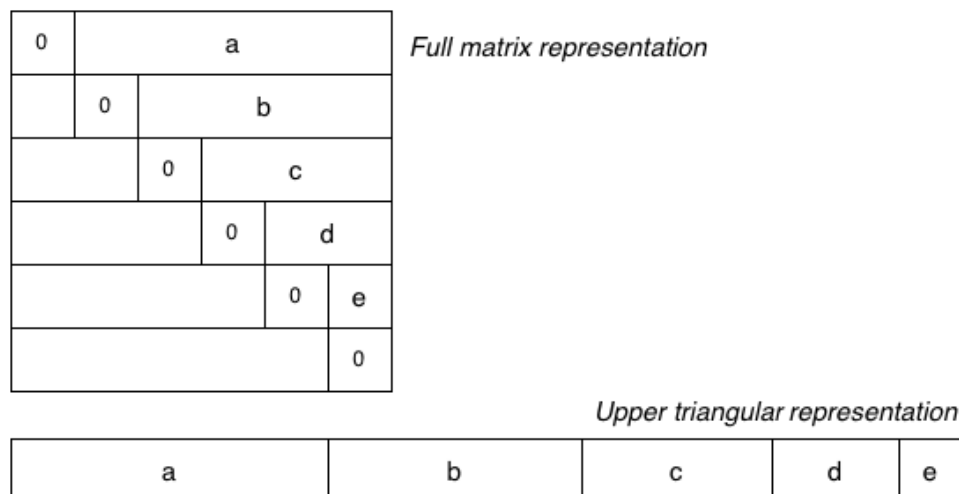 0 a Full matrix representation
0 b
0 c
0 d
0 e
0
Upper triangular representation
a b c d e